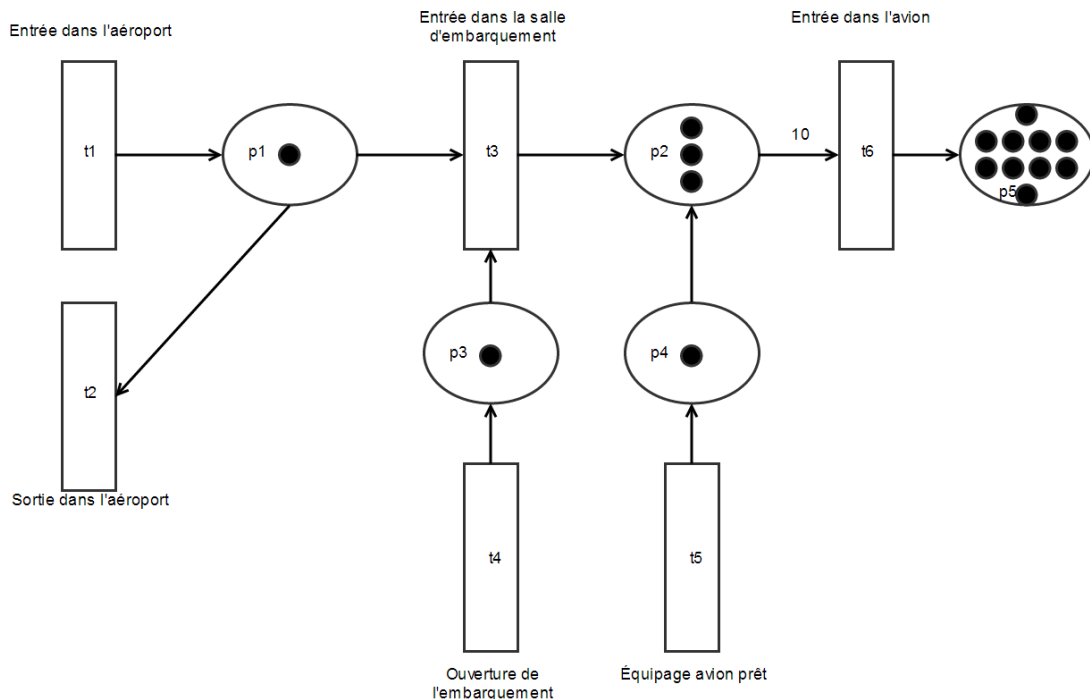 Entrée dans l'aéroport
Entrée dans la salle
d'embarquement
Entrée dans l'avion
t1
p1
t3
p2
10
t6
p5
t2
p3
p4
Sortie dans l'aéroport
t4
t5
Ouverture de
l'embarquement
Équipage avion prêt